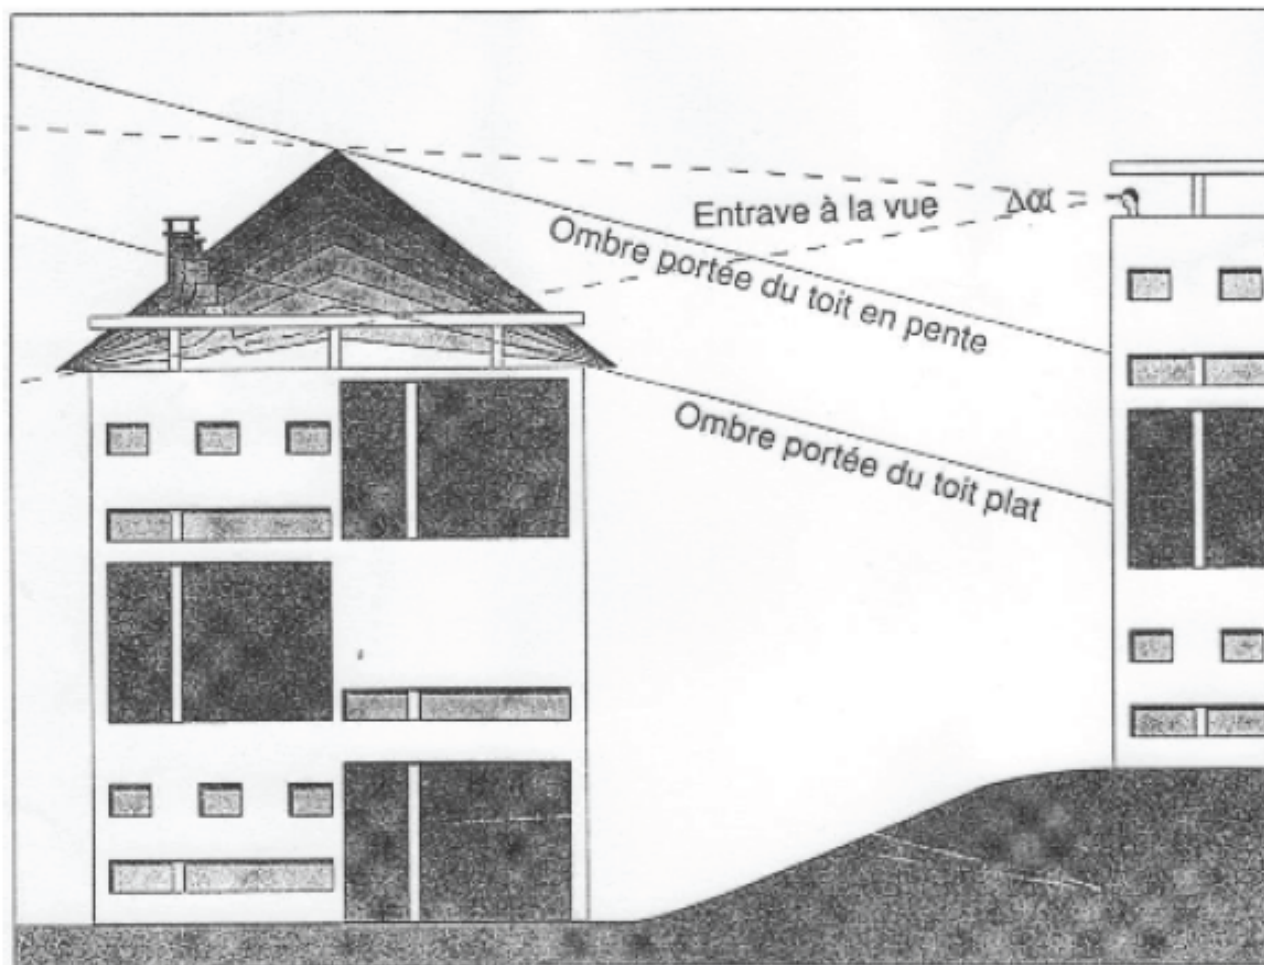 Entrave à la vue
Δα
Ombre portée du toit en pente
Ombre portée du toit plat